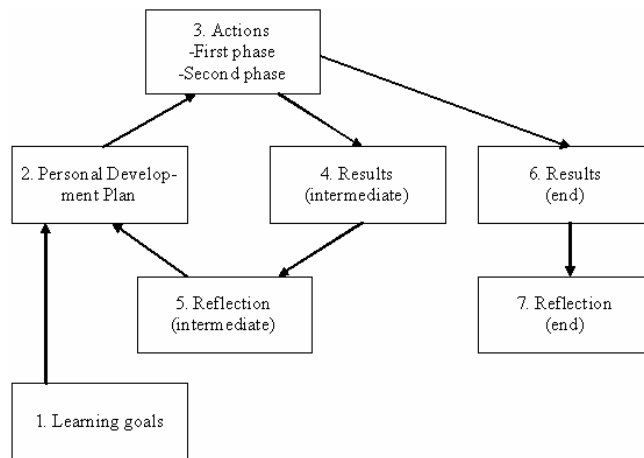 3. Actions
-First phase
-Second phase
2. Personal Develop-
ment Plan
4. Results
(intermediate)
6. Results
(end)
5. Reflection
(intermediate)
7. Reflection
(end)
1. Learning goals